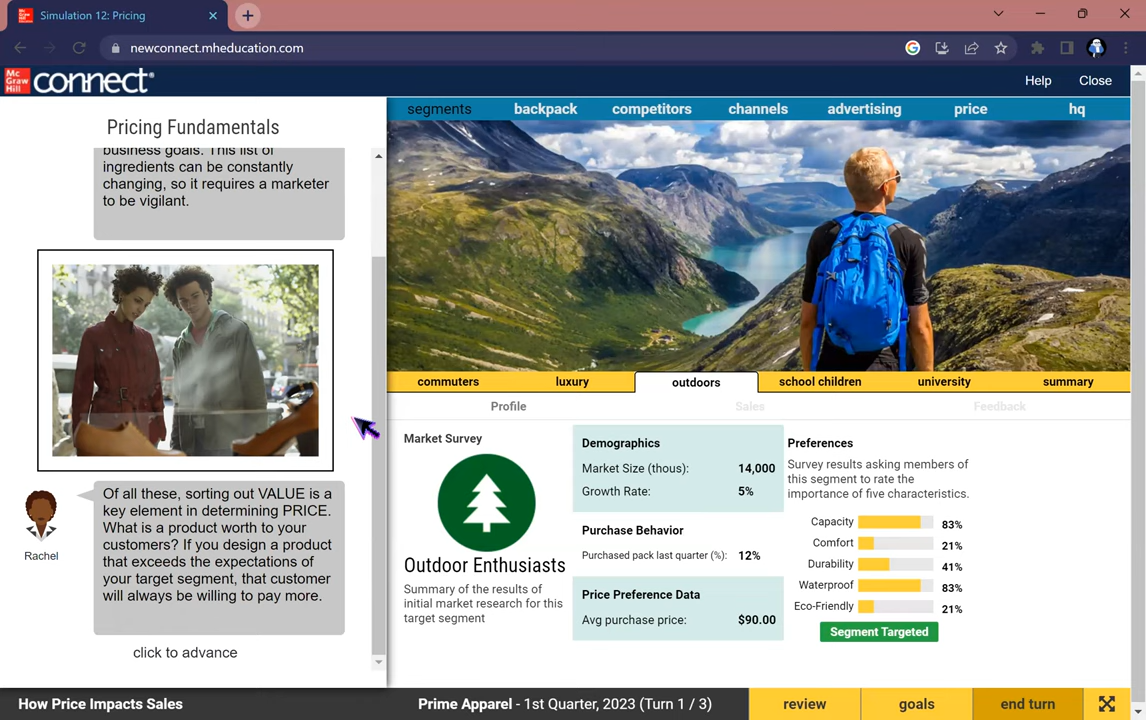 Simulation 12: Pricing
newconnect.mheducation.com
Mc
Graw
Hill
connect®
Help
Close
Pricing Fundamentals
segments
backpack
competitors
channels
advertising
price
hq
business goals. This list of
ingredients can be constantly
changing, so it requires a marketer
to be vigilant.
Of all these, sorting out VALUE is a
key element in determining PRICE.
What is a product worth to your
customers? If you design a product
that exceeds the expectations of
your target segment, that customer
will always be willing to pay more.
Rachel
click to advance
commuters
luxury
outdoors
school children
university
summary
Profile
Sales
Feedback
Market Survey
Outdoor Enthusiasts
Summary of the results of
initial market research for this
target segment
Demographics
Market Size (thous): 14,000
Growth Rate: 5%
Purchase Behavior
Purchased pack last quarter (%): 12%
Price Preference Data
Avg purchase price: $90.00
Preferences
Survey results asking members of
this segment to rate the
importance of five characteristics.
Capacity 83%
Comfort 21%
Durability 41%
Waterproof 83%
Eco-Friendly 21%
Segment Targeted
How Price Impacts Sales
Prime Apparel - 1st Quarter, 2023 (Turn 1 / 3)
review
goals
end turn